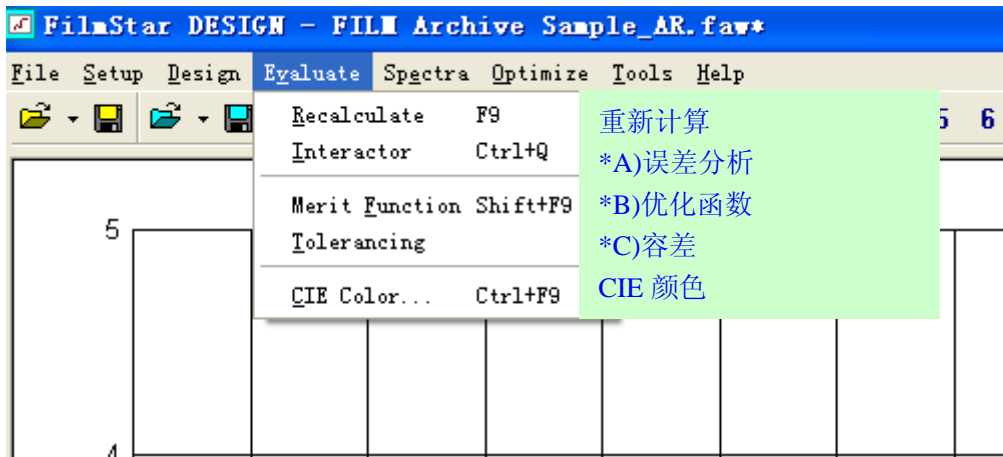 FilmStar DESIGN - FILM Archive Sample_AR.faw*
File Setup Design Evaluate Spectra Optimize Tools Help
5 6
Recalculate F9
Interactor Ctrl+Q
Merit Function Shift+F9
Tolerancing
CIE Color... Ctrl+F9
重新计算
*A)误差分析
*B)优化函数
*C)容差
CIE 颜色
5
4